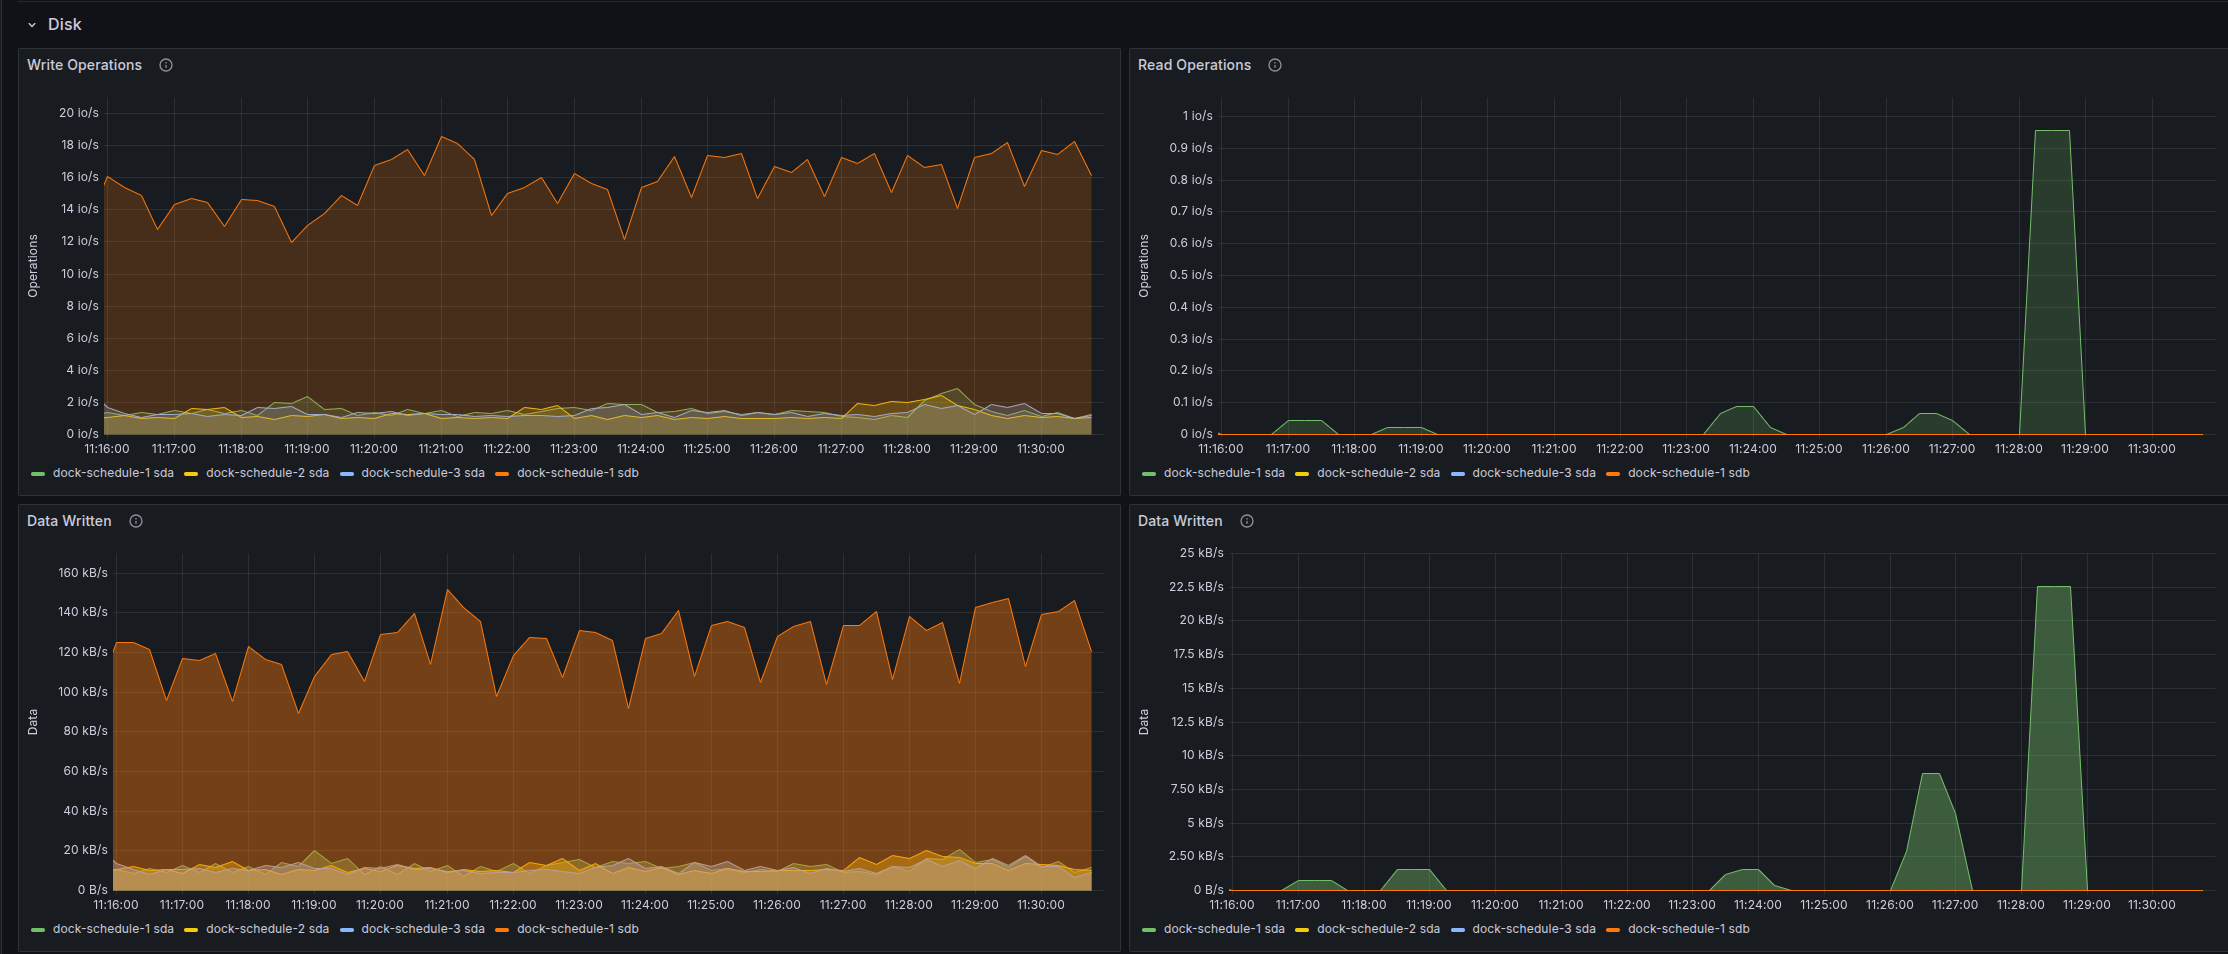 Disk
Write Operations
Operations
20 io/s
18 io/s
16 io/s
14 io/s
12 io/s
10 io/s
8 io/s
6 io/s
4 io/s
2 io/s
0 io/s
11:16:00 11:17:00 11:18:00 11:19:00 11:20:00 11:21:00 11:22:00 11:23:00 11:24:00 11:25:00 11:26:00 11:27:00 11:28:00 11:29:00 11:30:00
dock-schedule-1 sda dock-schedule-2 sda dock-schedule-3 sda dock-schedule-1 sdb
Read Operations
Operations
1 io/s
0.9 io/s
0.8 io/s
0.7 io/s
0.6 io/s
0.5 io/s
0.4 io/s
0.3 io/s
0.2 io/s
0.1 io/s
0 io/s
11:16:00 11:17:00 11:18:00 11:19:00 11:20:00 11:21:00 11:22:00 11:23:00 11:24:00 11:25:00 11:26:00 11:27:00 11:28:00 11:29:00 11:30:00
dock-schedule-1 sda dock-schedule-2 sda dock-schedule-3 sda dock-schedule-1 sdb
Data Written
Data
160 kB/s
140 kB/s
120 kB/s
100 kB/s
80 kB/s
60 kB/s
40 kB/s
20 kB/s
0 B/s
11:16:00 11:17:00 11:18:00 11:19:00 11:20:00 11:21:00 11:22:00 11:23:00 11:24:00 11:25:00 11:26:00 11:27:00 11:28:00 11:29:00 11:30:00
dock-schedule-1 sda dock-schedule-2 sda dock-schedule-3 sda dock-schedule-1 sdb
Data Written
Data
25 kB/s
22.5 kB/s
20 kB/s
17.5 kB/s
15 kB/s
12.5 kB/s
10 kB/s
7.50 kB/s
5 kB/s
2.50 kB/s
0 B/s
11:16:00 11:17:00 11:18:00 11:19:00 11:20:00 11:21:00 11:22:00 11:23:00 11:24:00 11:25:00 11:26:00 11:27:00 11:28:00 11:29:00 11:30:00
dock-schedule-1 sda dock-schedule-2 sda dock-schedule-3 sda dock-schedule-1 sdb